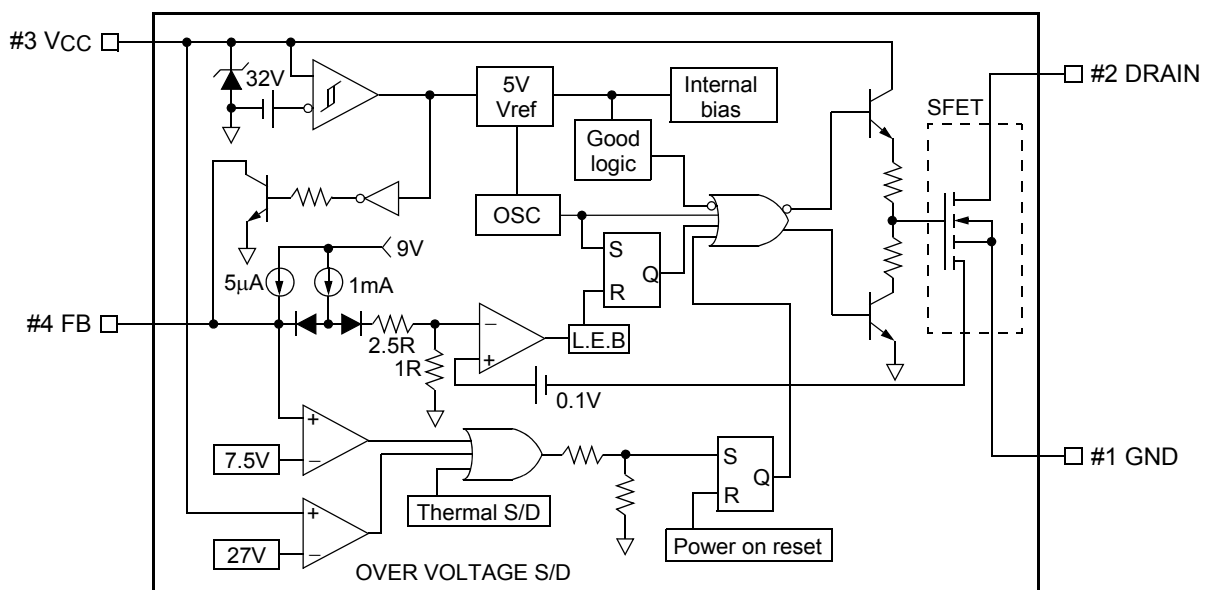 #3 VCC
#2 DRAIN
32V
5V
Vref
Internal
bias
SFET
Good
logic
OSC
9V
S
Q
R
5μA
1mA
#4 FB
−
+
2.5R
1R
L.E.B
0.1V
+
−
7.5V
S
Q
R
#1 GND
Thermal S/D
+
−
27V
Power on reset
OVER VOLTAGE S/D